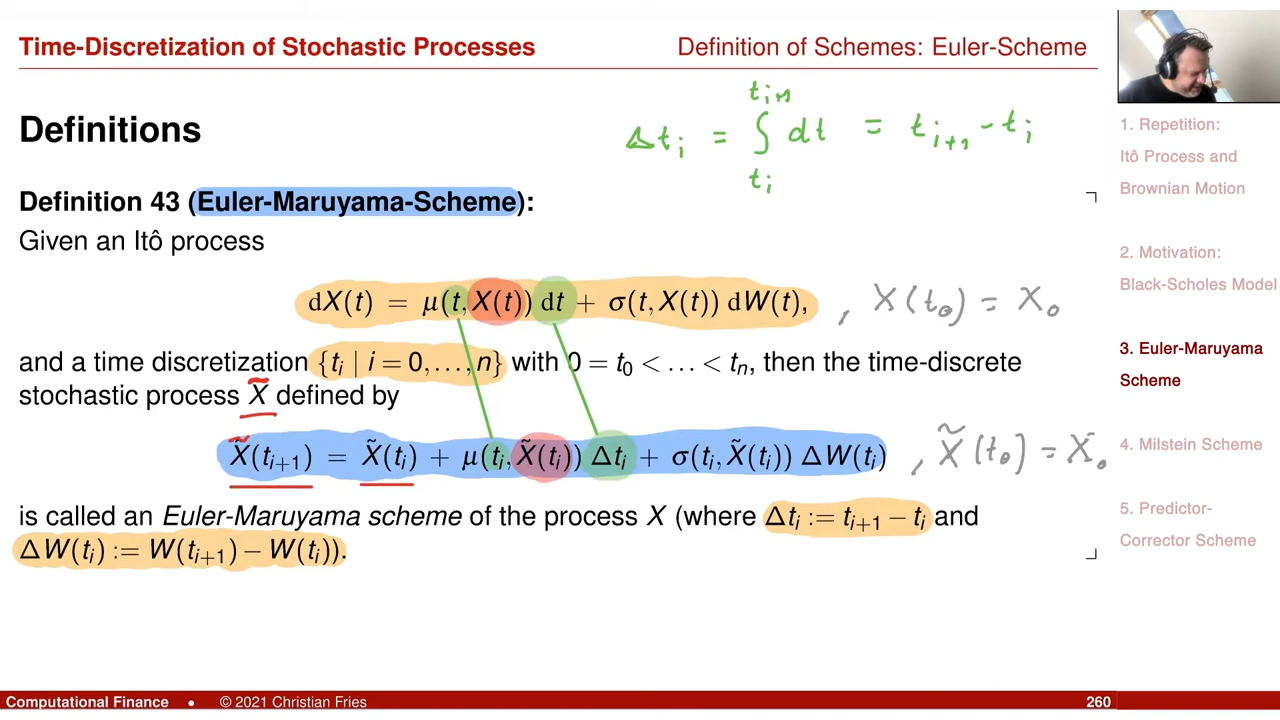 Time-Discretization of Stochastic Processes
Definition of Schemes: Euler-Scheme
Definitions
Δt_i = ∫_{t_i}^{t_{i+1}} dt = t_{i+1} - t_i
Definition 43 (Euler-Maruyama-Scheme):
Given an Itô process
dX(t) = μ(t, X(t)) dt + σ(t, X(t)) dW(t), , X(t_0) = X_0
and a time discretization {t_i | i = 0, …, n} with 0 = t_0 < … < t_n, then the time-discrete
stochastic process X̃ defined by
X̃(t_{i+1}) = X̃(t_i) + μ(t_i, X̃(t_i)) Δt_i + σ(t_i, X̃(t_i)) ΔW(t_i) , X̃(t_0) = X_0
is called an Euler-Maruyama scheme of the process X (where Δt_i := t_{i+1} − t_i and
ΔW(t_i) := W(t_{i+1}) − W(t_i)).
1. Repetition:
Itô Process and
Brownian Motion
2. Motivation:
Black-Scholes Model
3. Euler-Maruyama
Scheme
4. Milstein Scheme
5. Predictor-
Corrector Scheme
Computational Finance • © 2021 Christian Fries
260